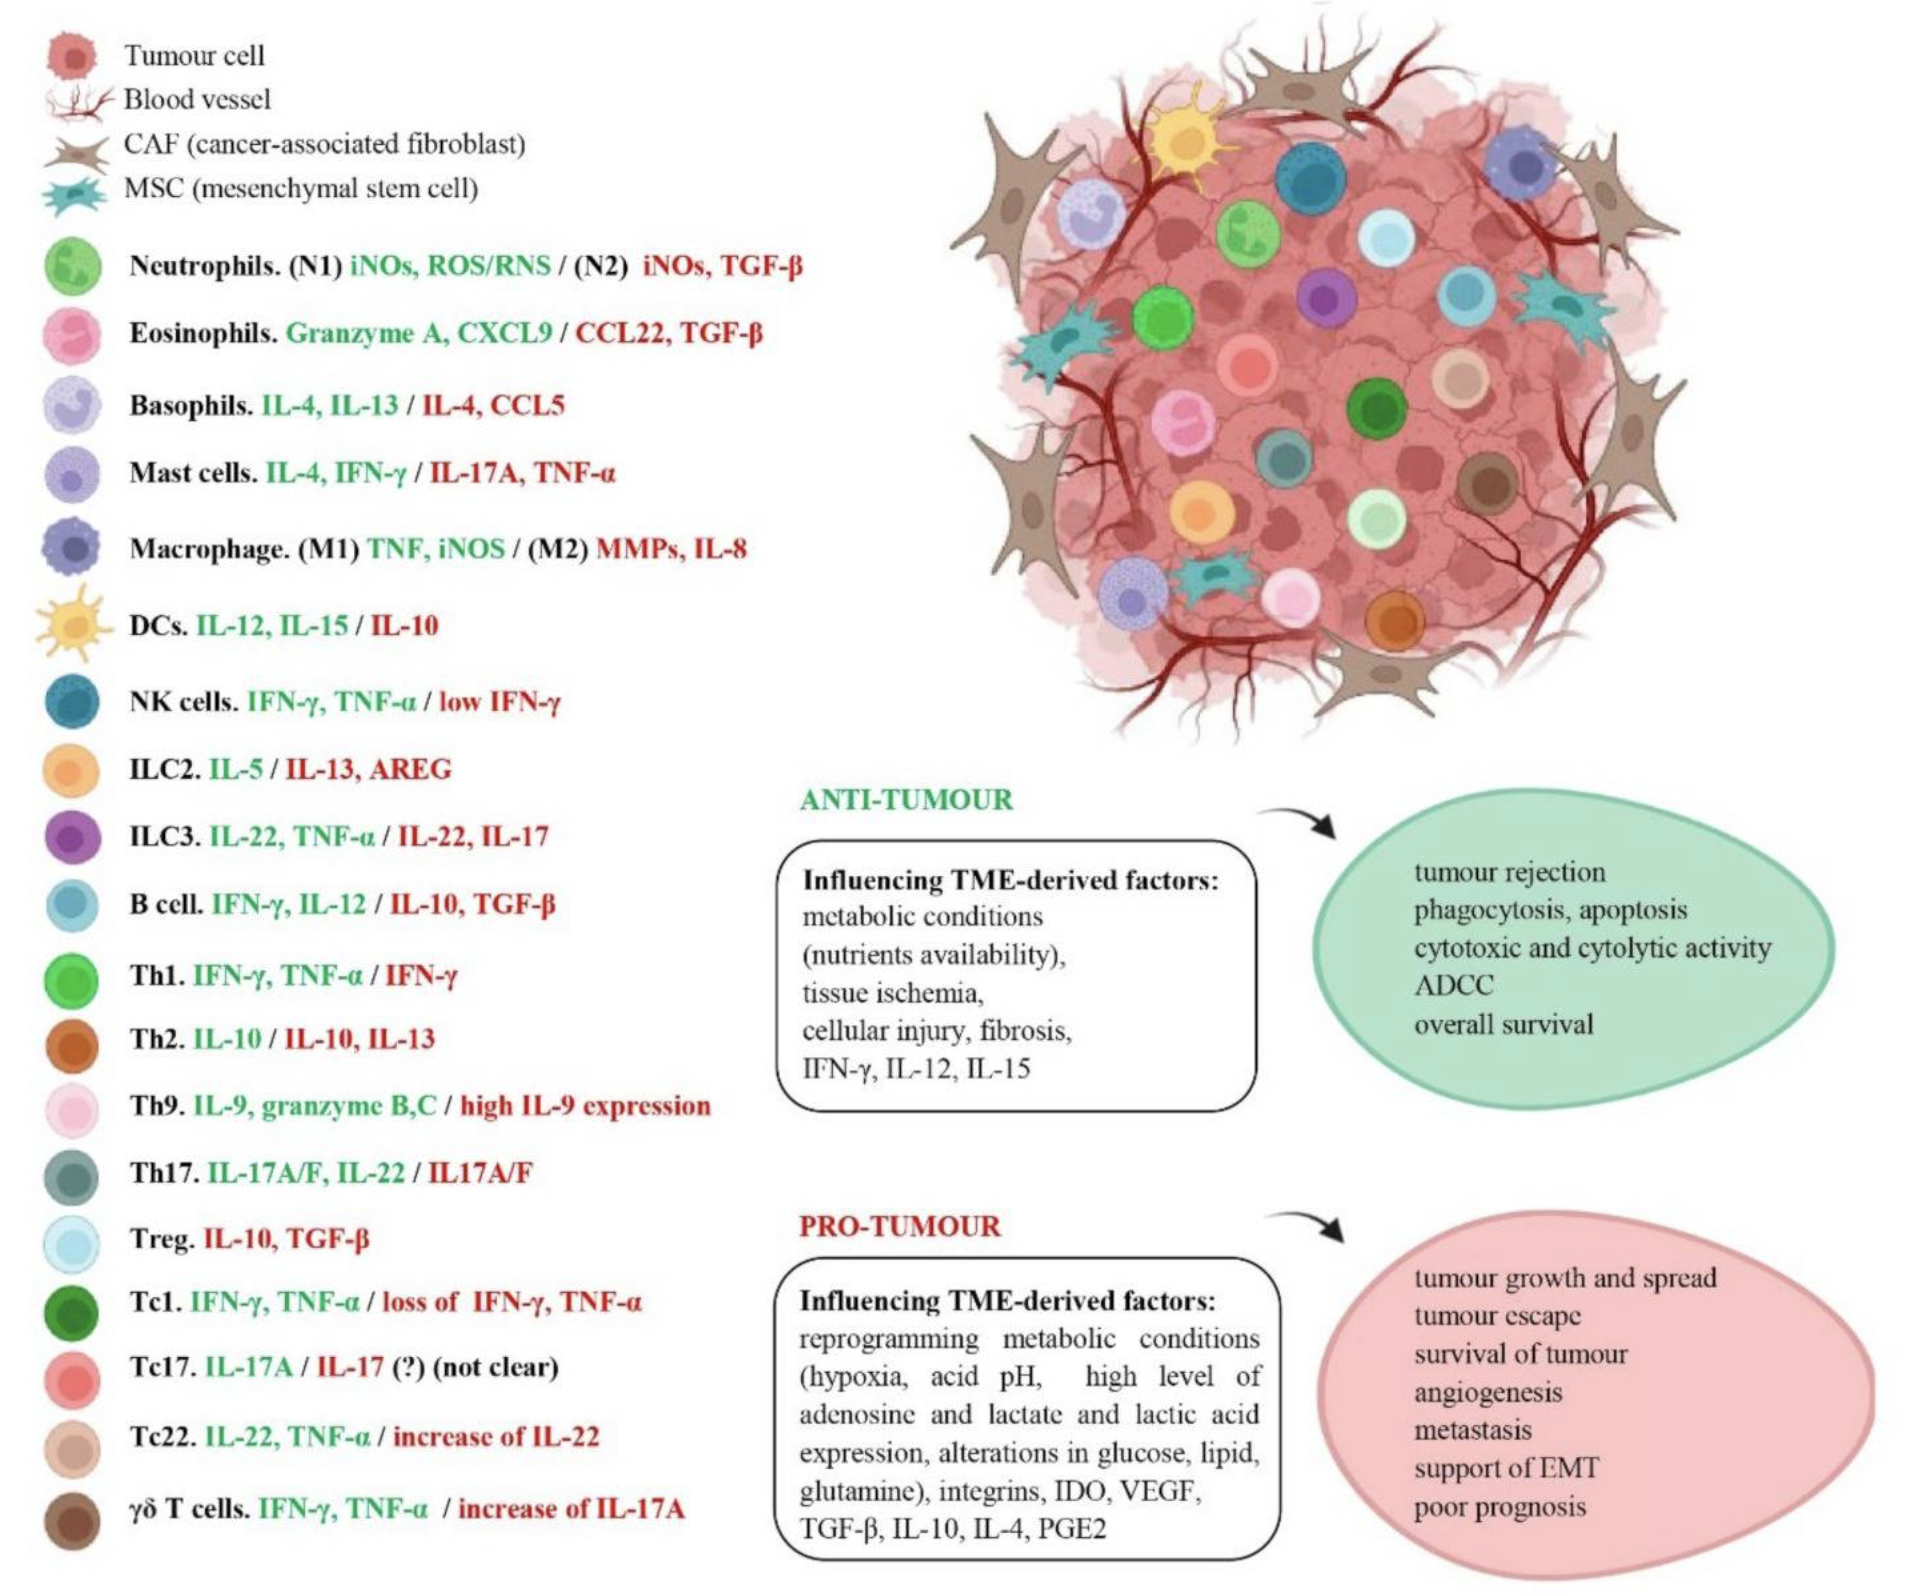 Tumour cell
Blood vessel
CAF (cancer-associated fibroblast)
MSC (mesenchymal stem cell)
Neutrophils. (N1) iNOs, ROS/RNS / (N2) iNOs, TGF-β
Eosinophils. Granzyme A, CXCL9 / CCL22, TGF-β
Basophils. IL-4, IL-13 / IL-4, CCL5
Mast cells. IL-4, IFN-γ / IL-17A, TNF-α
Macrophage. (M1) TNF, iNOS / (M2) MMPs, IL-8
DCs. IL-12, IL-15 / IL-10
NK cells. IFN-γ, TNF-α / low IFN-γ
ILC2. IL-5 / IL-13, AREG
ILC3. IL-22, TNF-α / IL-22, IL-17
B cell. IFN-γ, IL-12 / IL-10, TGF-β
Th1. IFN-γ, TNF-α / IFN-γ
Th2. IL-10 / IL-10, IL-13
Th9. IL-9, granzyme B,C / high IL-9 expression
Th17. IL-17A/F, IL-22 / IL17A/F
Treg. IL-10, TGF-β
Tc1. IFN-γ, TNF-α / loss of IFN-γ, TNF-α
Tc17. IL-17A / IL-17 (?) (not clear)
Tc22. IL-22, TNF-α / increase of IL-22
γδ T cells. IFN-γ, TNF-α / increase of IL-17A
ANTI-TUMOUR
Influencing TME-derived factors:
metabolic conditions
(nutrients availability),
tissue ischemia,
cellular injury, fibrosis,
IFN-γ, IL-12, IL-15
tumour rejection
phagocytosis, apoptosis
cytotoxic and cytolytic activity
ADCC
overall survival
PRO-TUMOUR
Influencing TME-derived factors:
reprogramming metabolic conditions
(hypoxia, acid pH, high level of
adenosine and lactate and lactic acid
expression, alterations in glucose, lipid,
glutamine), integrins, IDO, VEGF,
TGF-β, IL-10, IL-4, PGE2
tumour growth and spread
tumour escape
survival of tumour
angiogenesis
metastasis
support of EMT
poor prognosis